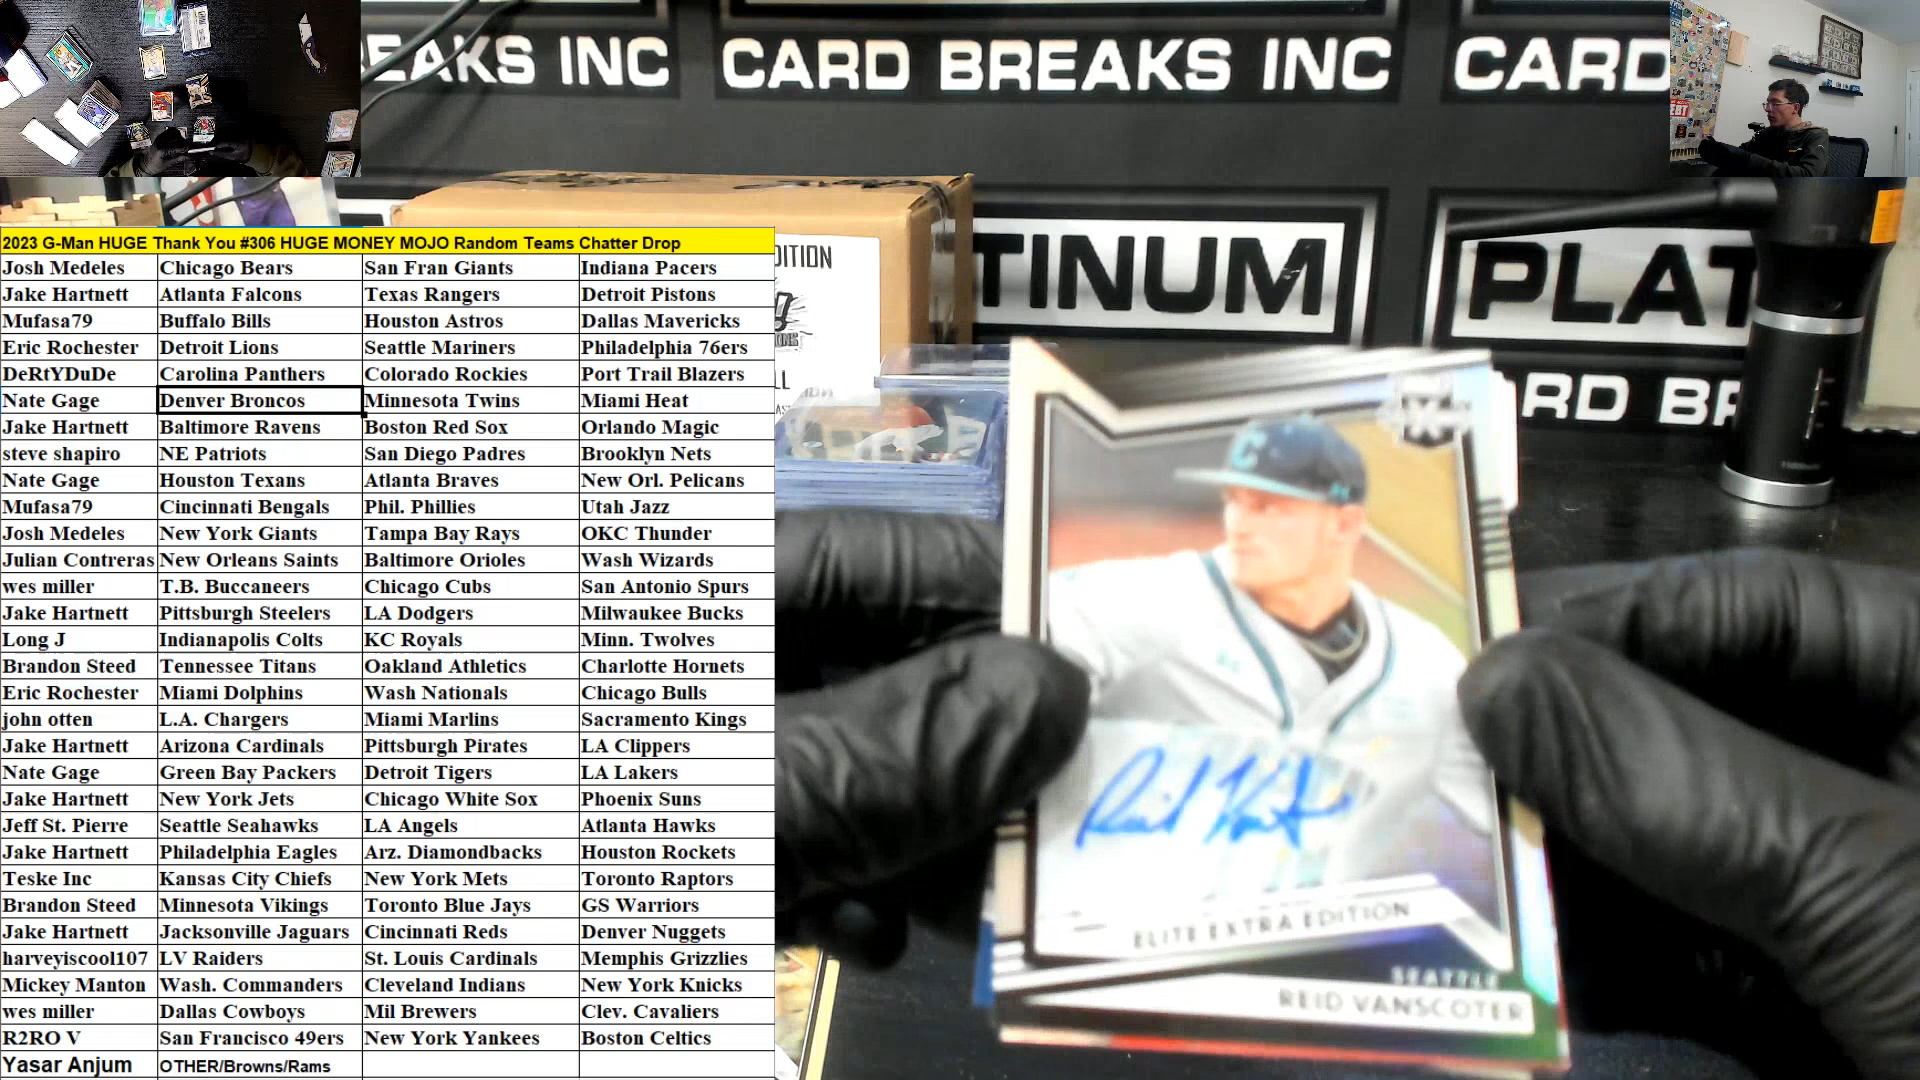 EAKS INC CARD BREAKS INC CARD
2023 G-Man HUGE Thank You #306 HUGE MONEY MOJO Random Teams Chatter Drop
Josh Medeles Chicago Bears San Fran Giants Indiana Pacers
Jake Hartnett Atlanta Falcons Texas Rangers Detroit Pistons
Mufasa79 Buffalo Bills Houston Astros Dallas Mavericks
Eric Rochester Detroit Lions Seattle Mariners Philadelphia 76ers
DeRtYDuDe Carolina Panthers Colorado Rockies Port Trail Blazers
Nate Gage Denver Broncos Minnesota Twins Miami Heat
Jake Hartnett Baltimore Ravens Boston Red Sox Orlando Magic
steve shapiro NE Patriots San Diego Padres Brooklyn Nets
Nate Gage Houston Texans Atlanta Braves New Orl. Pelicans
Mufasa79 Cincinnati Bengals Phil. Phillies Utah Jazz
Josh Medeles New York Giants Tampa Bay Rays OKC Thunder
Julian Contreras New Orleans Saints Baltimore Orioles Wash Wizards
wes miller T.B. Buccaneers Chicago Cubs San Antonio Spurs
Jake Hartnett Pittsburgh Steelers LA Dodgers Milwaukee Bucks
Long J Indianapolis Colts KC Royals Minn. Twolves
Brandon Steed Tennessee Titans Oakland Athletics Charlotte Hornets
Eric Rochester Miami Dolphins Wash Nationals Chicago Bulls
john otten L.A. Chargers Miami Marlins Sacramento Kings
Jake Hartnett Arizona Cardinals Pittsburgh Pirates LA Clippers
Nate Gage Green Bay Packers Detroit Tigers LA Lakers
Jake Hartnett New York Jets Chicago White Sox Phoenix Suns
Jeff St. Pierre Seattle Seahawks LA Angels Atlanta Hawks
Jake Hartnett Philadelphia Eagles Arz. Diamondbacks Houston Rockets
Teske Inc Kansas City Chiefs New York Mets Toronto Raptors
Brandon Steed Minnesota Vikings Toronto Blue Jays GS Warriors
Jake Hartnett Jacksonville Jaguars Cincinnati Reds Denver Nuggets
harveyiscool107 LV Raiders St. Louis Cardinals Memphis Grizzlies
Mickey Manton Wash. Commanders Cleveland Indians New York Knicks
wes miller Dallas Cowboys Mil Brewers Clev. Cavaliers
R2RO V San Francisco 49ers New York Yankees Boston Celtics
Yasar Anjum OTHER/Browns/Rams
DITION
TINUM PLAT
RD BR
C
ELITE EXTRA EDITION
SEATTLE
REID VANSCOTER